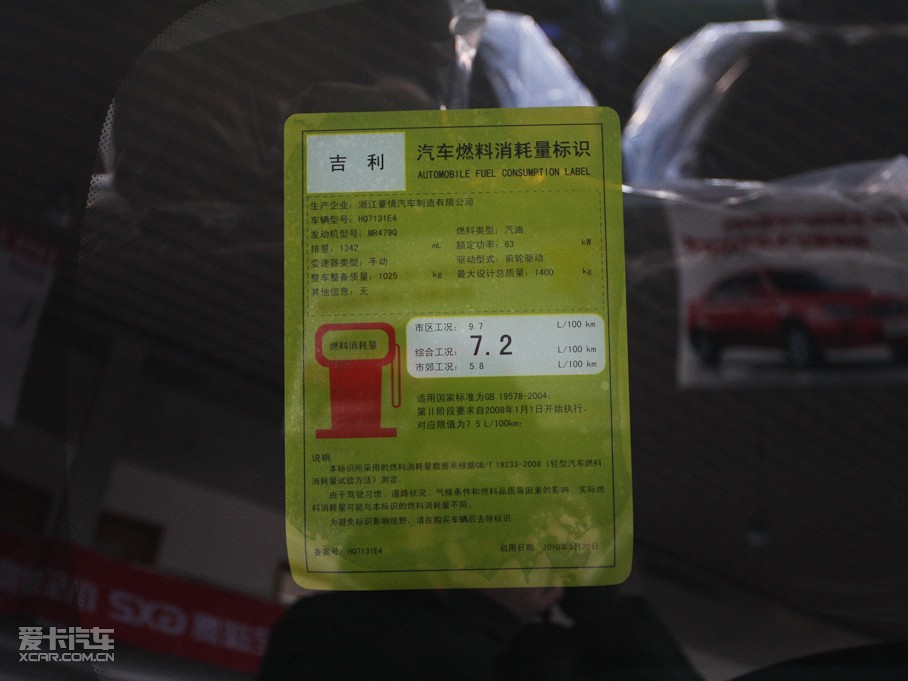 吉 利
汽车燃料消耗量标识
AUTOMOBILE FUEL CONSUMPTION LABEL
生产企业：浙江豪情汽车制造有限公司
车辆型号：HQ7131E4
发动机型号：MR479Q 燃料类型：汽油
排量：1342 mL 额定功率：63 kW
变速器类型：手动 驱动型式：前轮驱动
整车整备质量：1025 kg 最大设计总质量：1400 kg
其他信息：无
燃料消耗量
市区工况： 9.7 L/100 km
综合工况： 7.2 L/100 km
市郊工况： 5.8 L/100 km
适用国家标准为GB 19578-2004；
第II阶段要求自2008年1月1日开始执行，
对应限值为7.5 L/100km；
说明
本标识所采用的燃料消耗量数据系根据GB/T 19233-2008《轻型汽车燃料
消耗量试验方法》测定。
由于驾驶习惯、道路状况、气候条件和燃料品质等因素的影响，实际燃
料消耗量可能与本标识的燃料消耗量不同。
为避免标识影响视野，请在购买车辆后去除标识
备案号：HQ7131E4 启用日期：2010年5月20日
爱卡汽车
XCAR.COM.CN